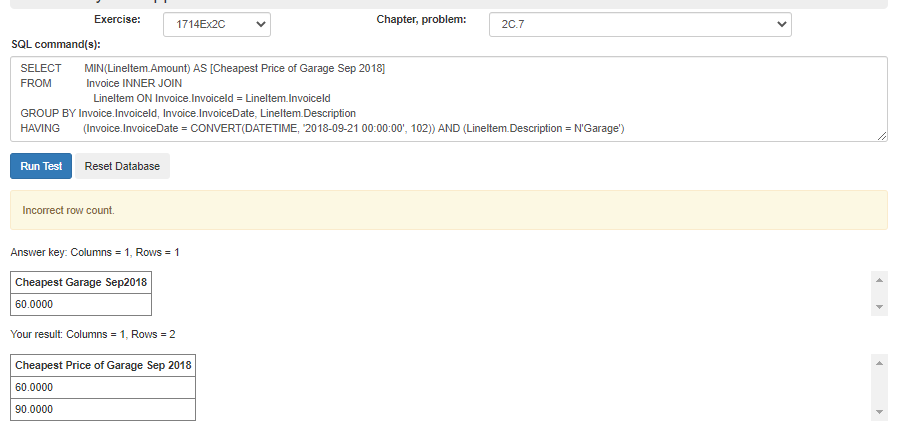 Exercise: 1714Ex2C Chapter, problem: 2C.7
SQL command(s):
SELECT MIN(LineItem.Amount) AS [Cheapest Price of Garage Sep 2018]
FROM Invoice INNER JOIN
LineItem ON Invoice.InvoiceId = LineItem.InvoiceId
GROUP BY Invoice.InvoiceId, Invoice.InvoiceDate, LineItem.Description
HAVING (Invoice.InvoiceDate = CONVERT(DATETIME, '2018-09-21 00:00:00', 102)) AND (LineItem.Description = N'Garage')
Run Test Reset Database
Incorrect row count.
Answer key: Columns = 1, Rows = 1
Cheapest Garage Sep2018
60.0000
Your result: Columns = 1, Rows = 2
Cheapest Price of Garage Sep 2018
60.0000
90.0000